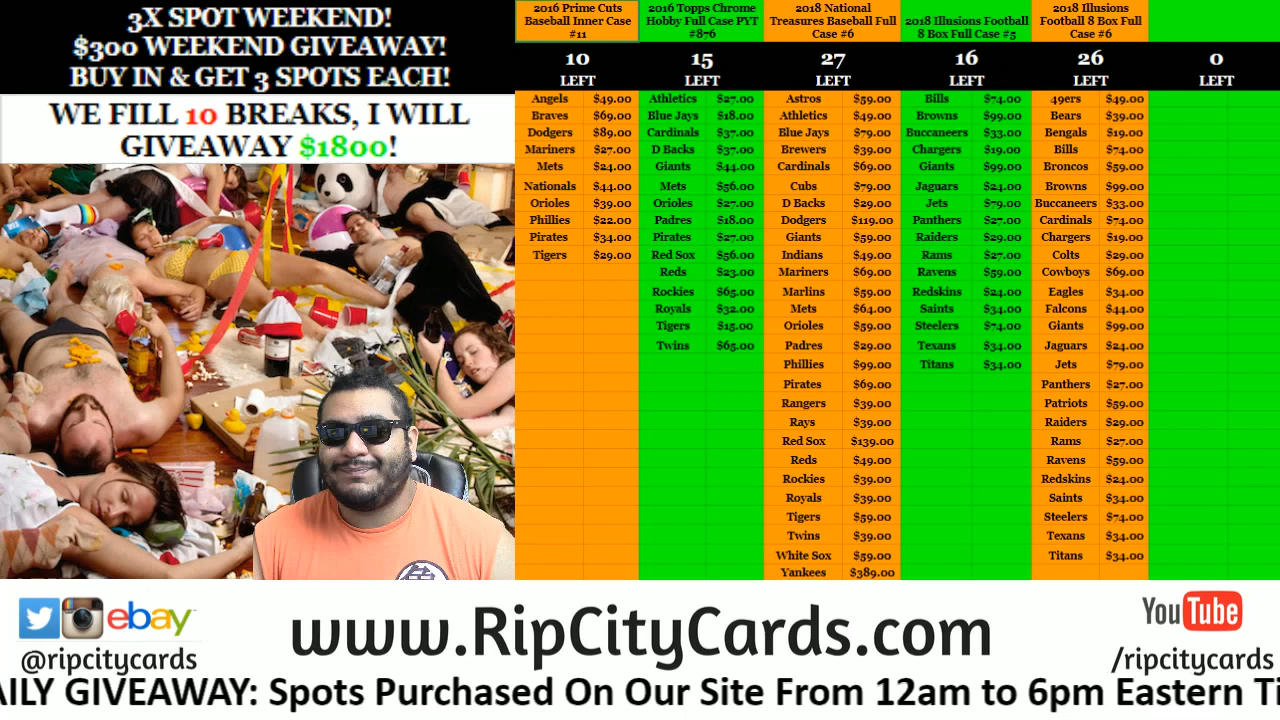 3X SPOT WEEKEND!
$300 WEEKEND GIVEAWAY!
BUY IN & GET 3 SPOTS EACH!
WE FILL 10 BREAKS, I WILL
GIVEAWAY $1800!
2016 Prime Cuts
Baseball Inner Case
#11
10
LEFT
Angels $49.00
Braves $69.00
Dodgers $89.00
Mariners $27.00
Mets $24.00
Nationals $44.00
Orioles $39.00
Phillies $22.00
Pirates $34.00
Tigers $29.00
2016 Topps Chrome
Hobby Full Case PYT
#876
15
LEFT
Athletics $27.00
Blue Jays $18.00
Cardinals $37.00
D Backs $37.00
Giants $44.00
Mets $56.00
Orioles $27.00
Padres $18.00
Pirates $27.00
Red Sox $56.00
Reds $23.00
Rockies $65.00
Royals $32.00
Tigers $15.00
Twins $65.00
2018 National
Treasures Baseball Full
Case #6
27
LEFT
Astros $59.00
Athletics $49.00
Blue Jays $79.00
Brewers $39.00
Cardinals $69.00
Cubs $79.00
D Backs $29.00
Dodgers $119.00
Giants $59.00
Indians $49.00
Mariners $69.00
Marlins $59.00
Mets $64.00
Orioles $59.00
Padres $29.00
Phillies $99.00
Pirates $69.00
Rangers $39.00
Rays $39.00
Red Sox $139.00
Reds $49.00
Rockies $39.00
Royals $39.00
Tigers $59.00
Twins $39.00
White Sox $59.00
Yankees $389.00
2018 Illusions Football
8 Box Full Case #5
16
LEFT
Bills $74.00
Browns $99.00
Buccaneers $33.00
Chargers $19.00
Giants $99.00
Jaguars $24.00
Jets $79.00
Panthers $27.00
Raiders $29.00
Rams $27.00
Ravens $59.00
Redskins $24.00
Saints $34.00
Steelers $74.00
Texans $34.00
Titans $34.00
2018 Illusions
Football 8 Box Full
Case #6
26
LEFT
49ers $49.00
Bears $39.00
Bengals $19.00
Bills $74.00
Broncos $59.00
Browns $99.00
Buccaneers $33.00
Cardinals $74.00
Chargers $19.00
Colts $29.00
Cowboys $69.00
Eagles $34.00
Falcons $44.00
Giants $99.00
Jaguars $24.00
Jets $79.00
Panthers $27.00
Patriots $59.00
Raiders $29.00
Rams $27.00
Ravens $59.00
Redskins $24.00
Saints $34.00
Steelers $74.00
Texans $34.00
Titans $34.00
0
LEFT
ebay
@ripcitycards
www.RipCityCards.com
YouTube
/ripcitycards
AILY GIVEAWAY: Spots Purchased On Our Site From 12am to 6pm Eastern Ti